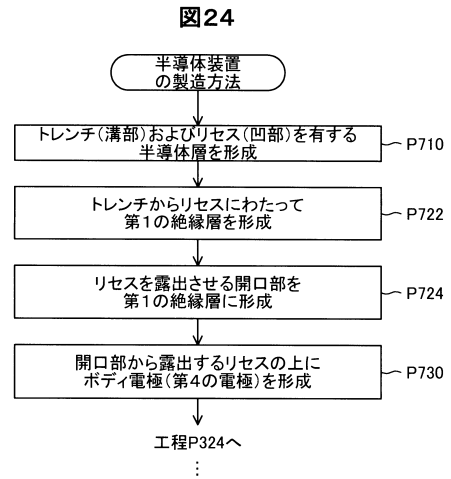 図24
半導体装置
の製造方法
トレンチ(溝部)およびリセス(凹部)を有する
半導体層を形成
P710
トレンチからリセスにわたって
第1の絶縁層を形成
P722
リセスを露出させる開口部を
第1の絶縁層に形成
P724
開口部から露出するリセスの上に
ボディ電極(第4の電極)を形成
P730
工程P324へ
⋮